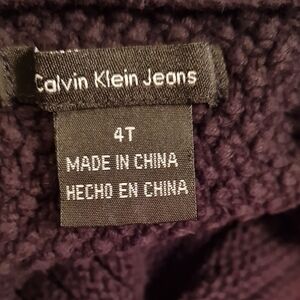 Calvin Klein Jeans
4T
MADE IN CHINA
HECHO EN CHINA